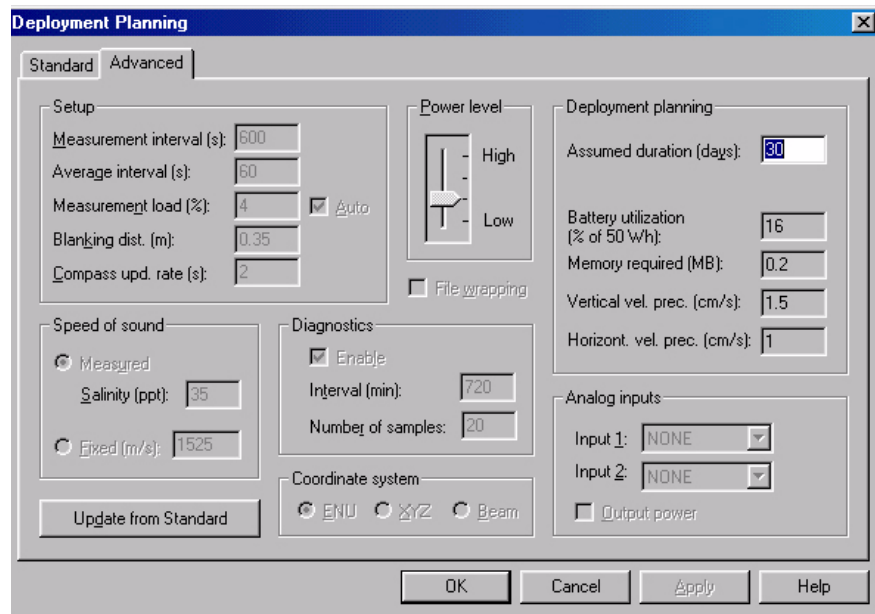 Deployment Planning
Standard
Advanced
Setup
Measurement interval (s): 600
Average interval (s): 60
Measurement load (%): 4
Auto
Blanking dist. (m): 0.35
Compass upd. rate (s): 2
Power level
High
Low
File wrapping
Deployment planning
Assumed duration (days): 30
Battery utilization
(% of 50 Wh): 16
Memory required (MB): 0.2
Vertical vel. prec. (cm/s): 1.5
Horizont. vel. prec. (cm/s): 1
Speed of sound
Measured
Salinity (ppt): 35
Fixed (m/s): 1525
Diagnostics
Enable
Interval (min): 720
Number of samples: 20
Coordinate system
ENU XYZ Beam
Analog inputs
Input 1: NONE
Input 2: NONE
Output power
Update from Standard
OK
Cancel
Apply
Help